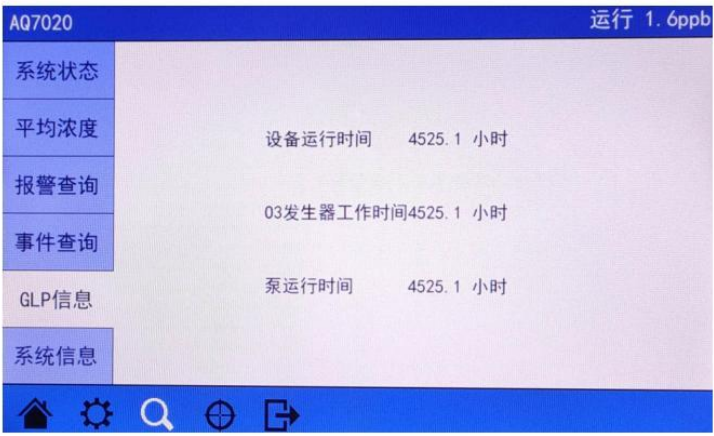 AQ7020
运行 1.6ppb
系统状态
平均浓度
报警查询
事件查询
GLP信息
系统信息
设备运行时间 4525.1 小时
03发生器工作时间4525.1 小时
泵运行时间 4525.1 小时